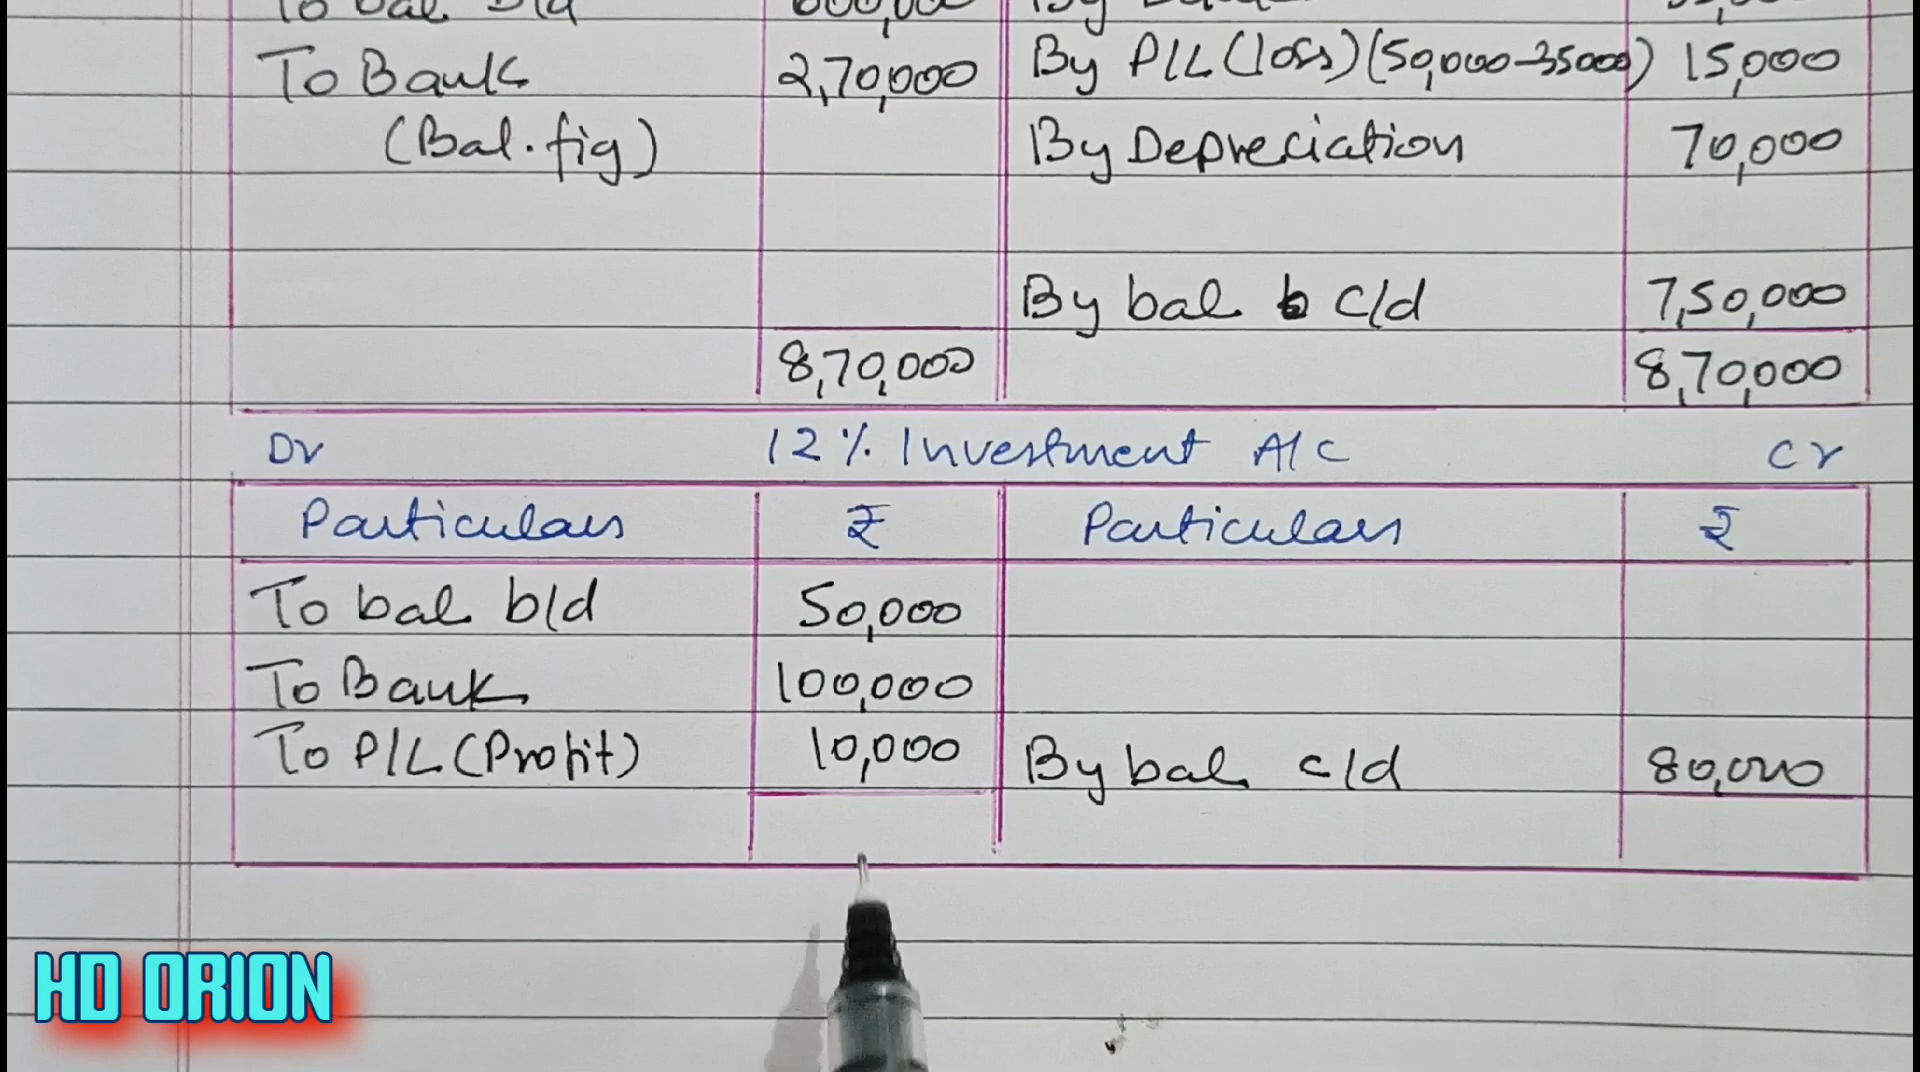 To Bank 2,70,000 By P/L (loss) (50,000-35000) 15,000
(Bal. fig) By Depreciation 70,000
By bal c/d 7,50,000
8,70,000 8,70,000
Dr 12% Investment A/C Cr
Particulars ₹ Particulars ₹
To bal b/d 50,000
To Bank 100,000
To P/L (Profit) 10,000 By bal c/d 80,000
HD ORION